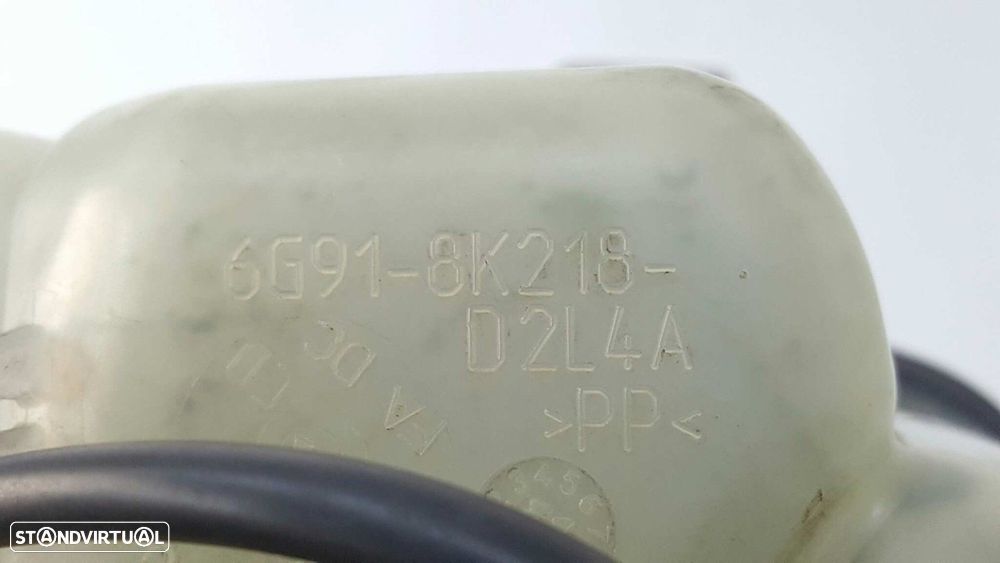 6G91-8K218-
D2L4A
>PP<
STANDVIRTUAL